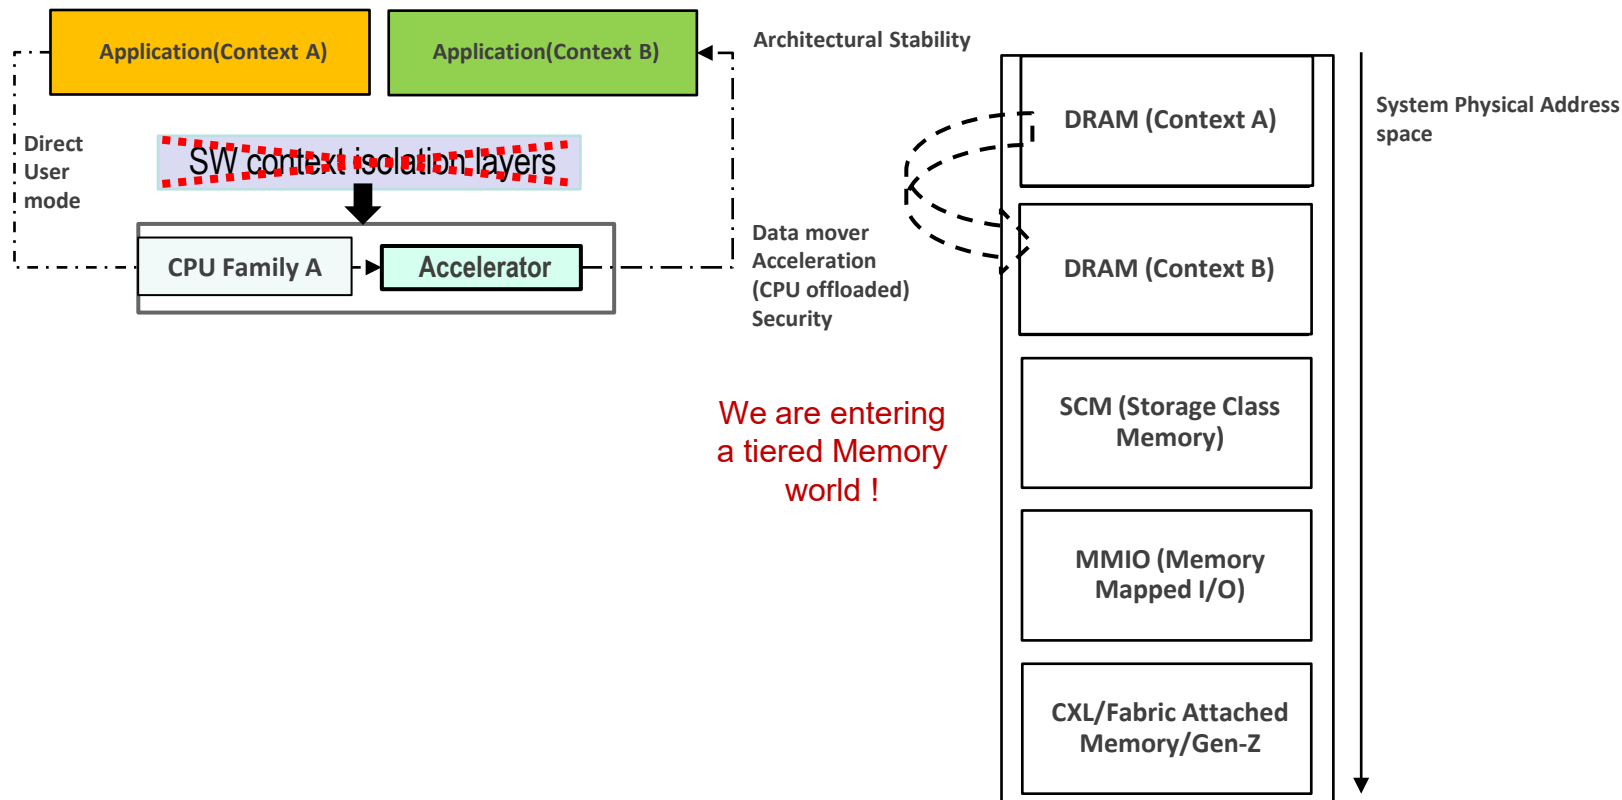 Application(Context A)
Application(Context B)
Architectural Stability
Direct
User
mode
SW context isolation layers
CPU Family A
Accelerator
Data mover
Acceleration
(CPU offloaded)
Security
We are entering
a tiered Memory
world !
DRAM (Context A)
DRAM (Context B)
SCM (Storage Class
Memory)
MMIO (Memory
Mapped I/O)
CXL/Fabric Attached
Memory/Gen-Z
System Physical Address
space